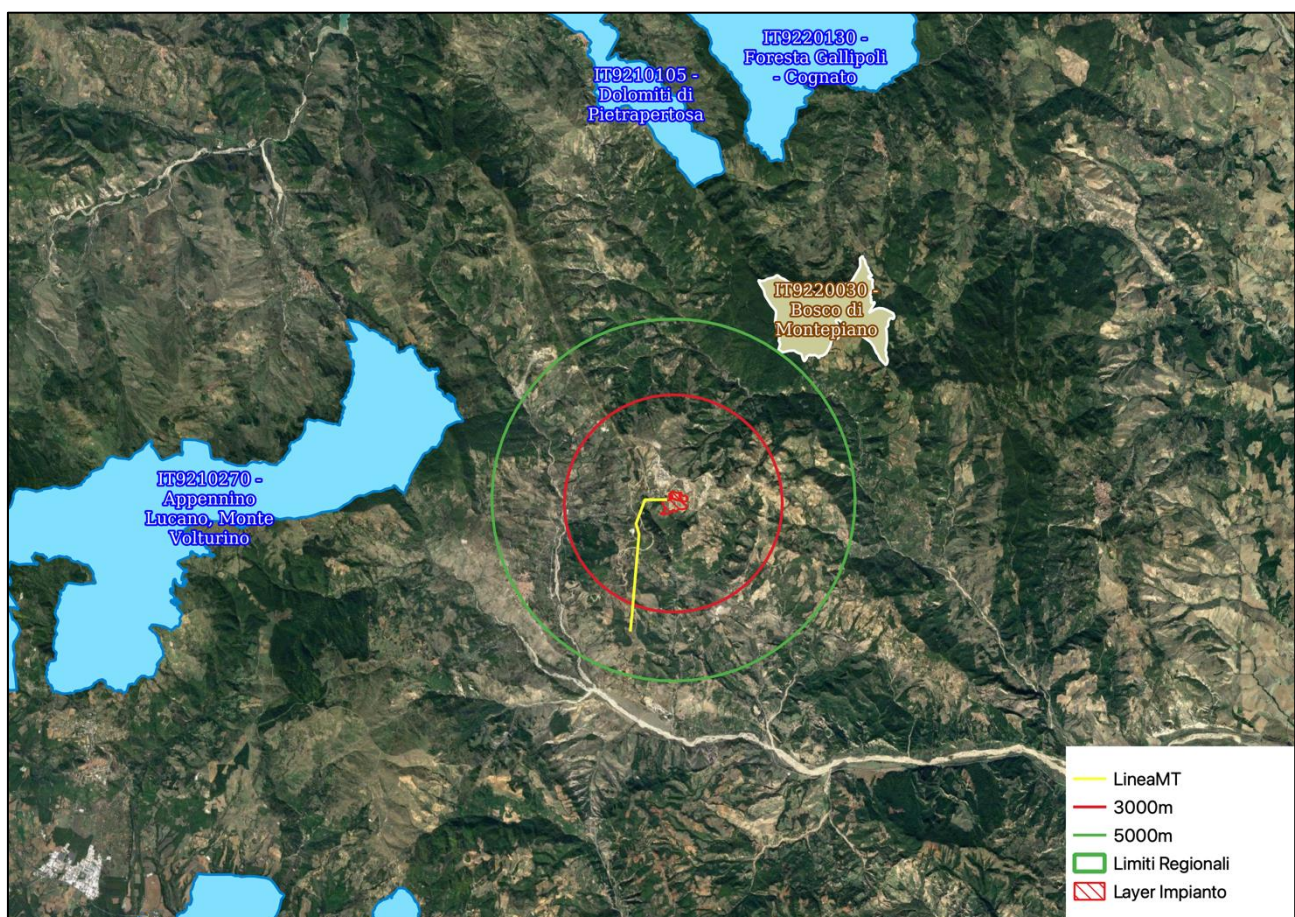 IT9220130 -
Foresta Gallipoli
- Cognato
IT9210105 -
Dolomiti di
Pietrapertosa
IT9220030 -
Bosco di
Montepiano
IT9210270 -
Appennino
Lucano, Monte
Volturino
LineaMT
3000m
5000m
Limiti Regionali
Layer Impianto